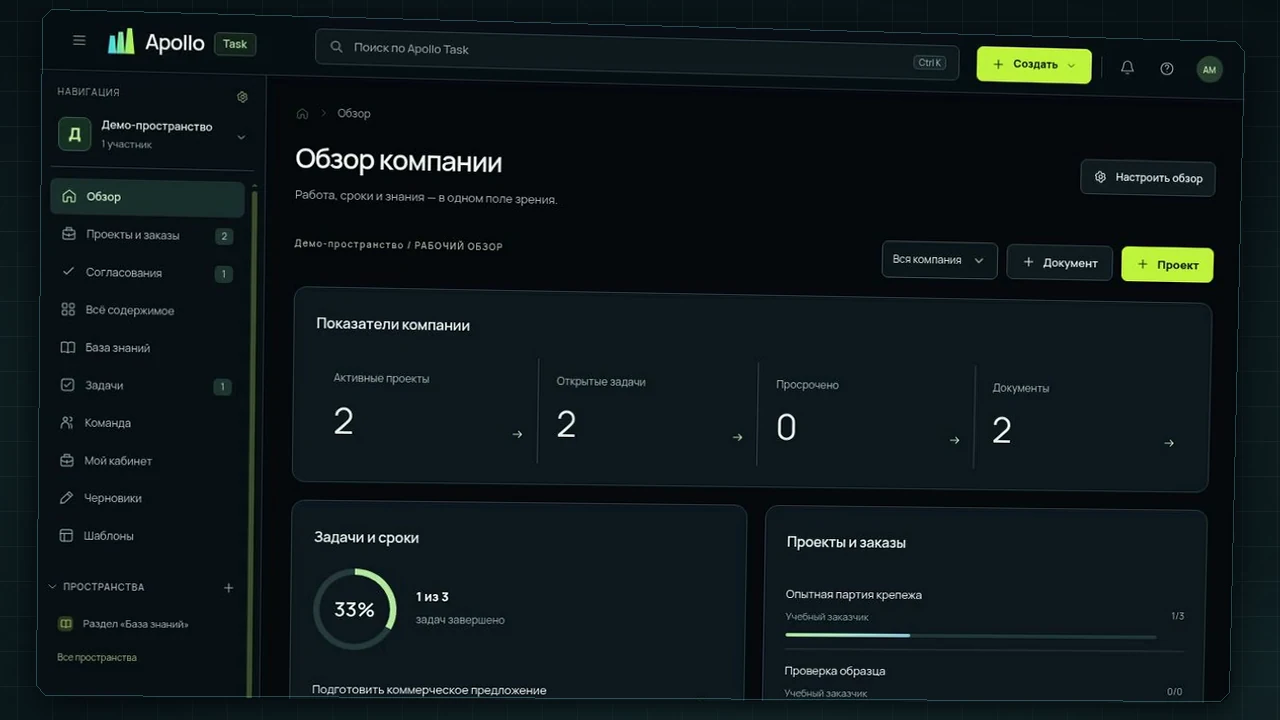 Apollo Task
Поиск по Apollo Task
Ctrl K
+ Создать
AM
НАВИГАЦИЯ
Д
Демо-пространство
1 участник
Обзор
Проекты и заказы 2
Согласования 1
Всё содержимое
База знаний
Задачи 1
Команда
Мой кабинет
Черновики
Шаблоны
ПРОСТРАНСТВА +
Раздел «База знаний»
Все пространства
Обзор
Обзор компании
Работа, сроки и знания — в одном поле зрения.
Настроить обзор
Демо-пространство / РАБОЧИЙ ОБЗОР
Вся компания
+ Документ
+ Проект
Показатели компании
Активные проекты
2 →
Открытые задачи
2 →
Просрочено
0 →
Документы
2 →
Задачи и сроки
33%
1 из 3
задач завершено
Подготовить коммерческое предложение
Проекты и заказы
Опытная партия крепежа
Учебный заказчик 1/3
Проверка образца
Учебный заказчик 0/0